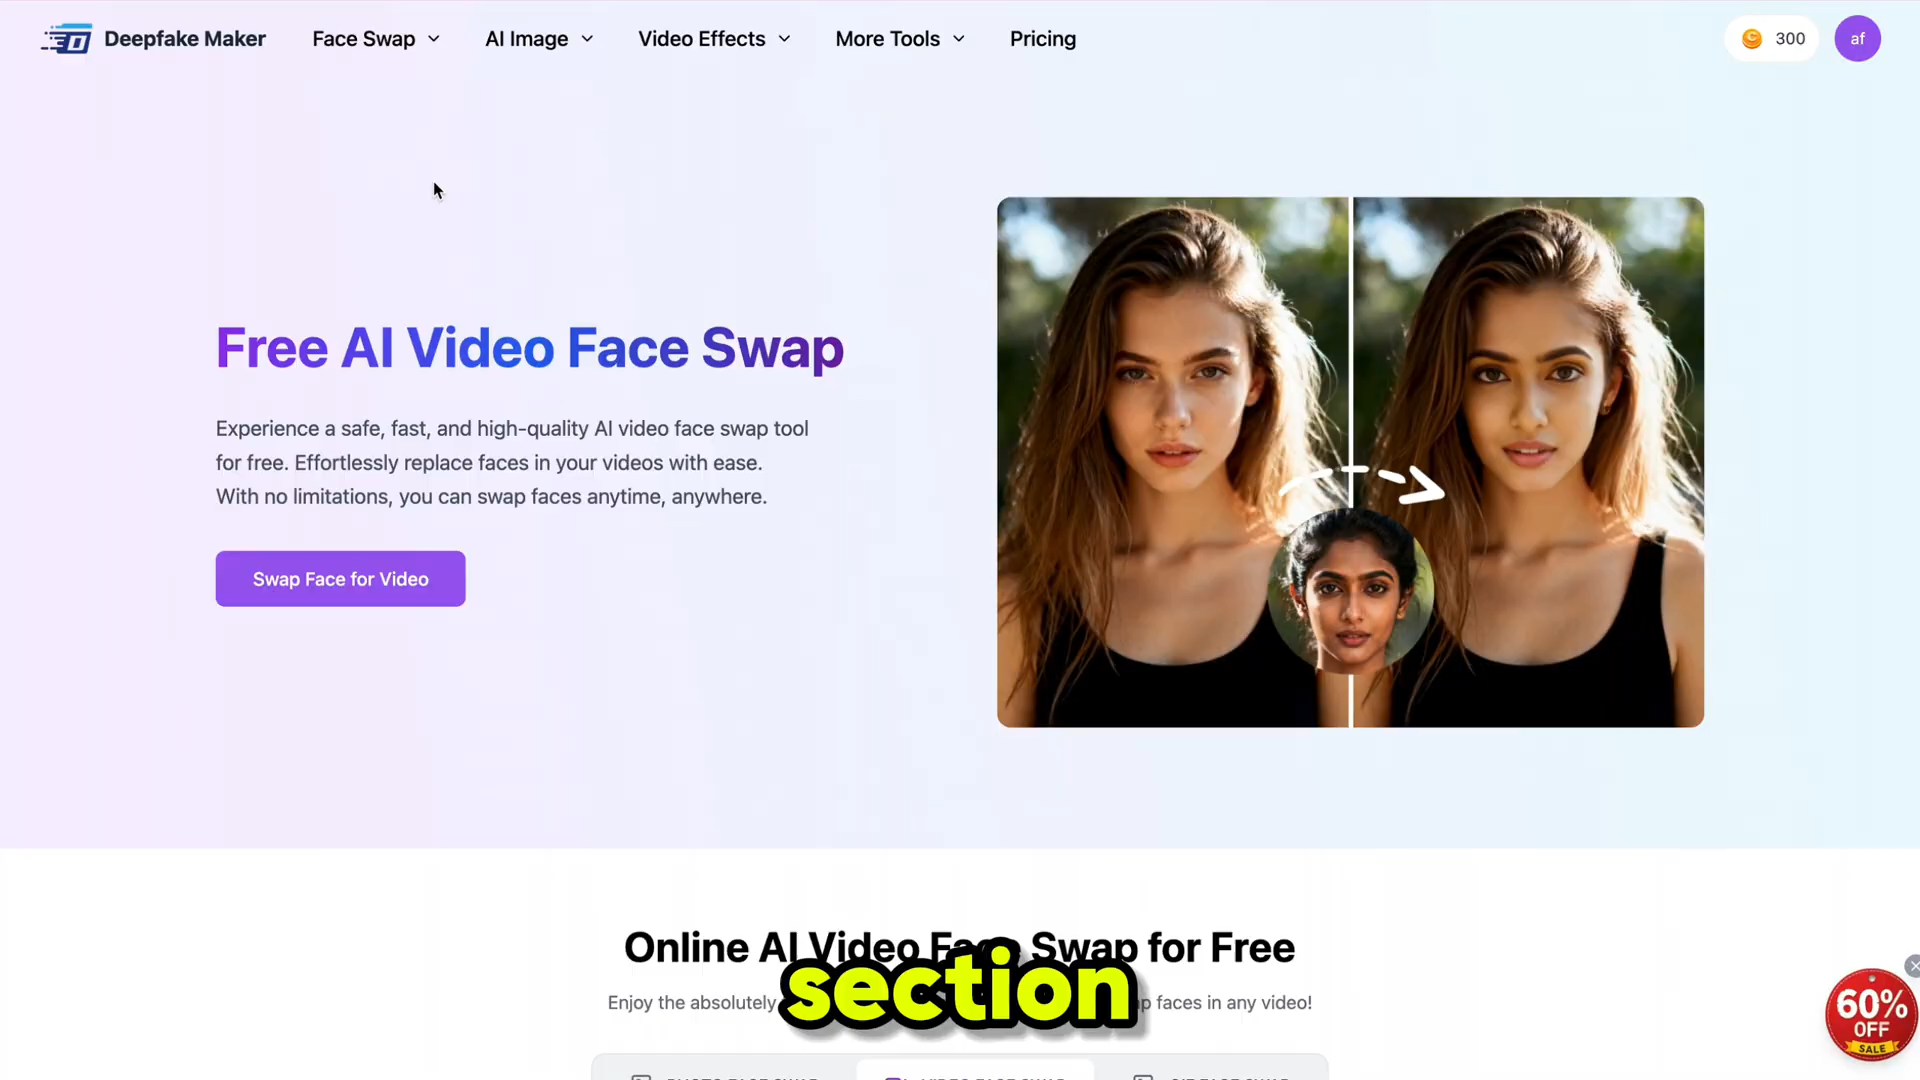 Deepfake Maker
Face Swap
AI Image
Video Effects
More Tools
Pricing
300
af
Free AI Video Face Swap
Experience a safe, fast, and high-quality AI video face swap tool
for free. Effortlessly replace faces in your videos with ease.
With no limitations, you can swap faces anytime, anywhere.
Swap Face for Video
Online AI Video Face Swap for Free
section
Enjoy the absolutely faces in any video!
60%
OFF
SALE